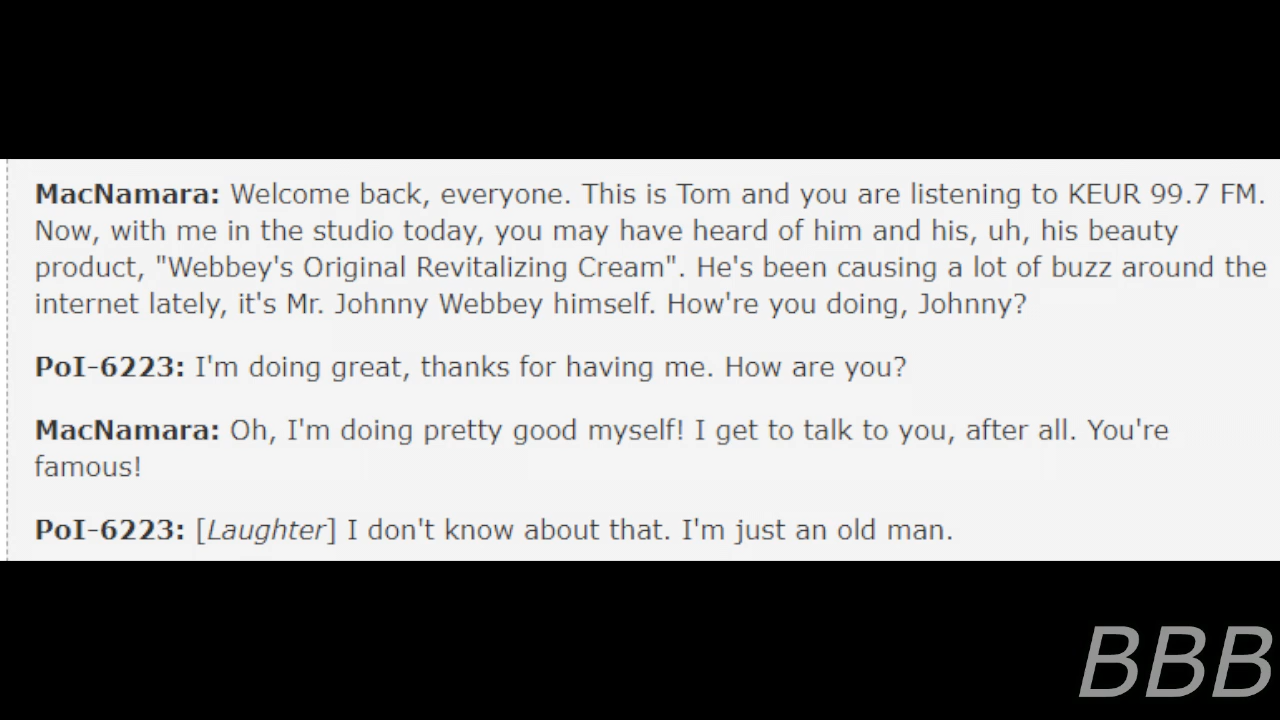 MacNamara: Welcome back, everyone. This is Tom and you are listening to KEUR 99.7 FM.
Now, with me in the studio today, you may have heard of him and his, uh, his beauty
product, "Webbey's Original Revitalizing Cream". He's been causing a lot of buzz around the
internet lately, it's Mr. Johnny Webbey himself. How're you doing, Johnny?
PoI-6223: I'm doing great, thanks for having me. How are you?
MacNamara: Oh, I'm doing pretty good myself! I get to talk to you, after all. You're
famous!
PoI-6223: [Laughter] I don't know about that. I'm just an old man.
BBB